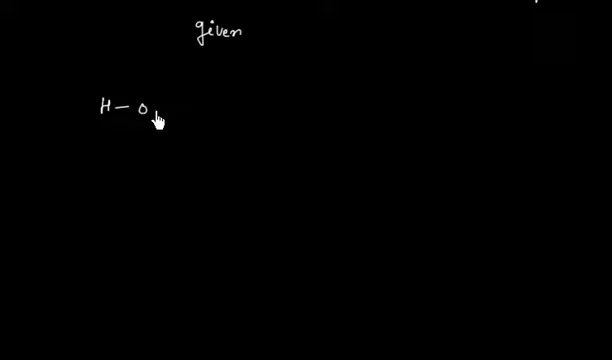 given
H — O